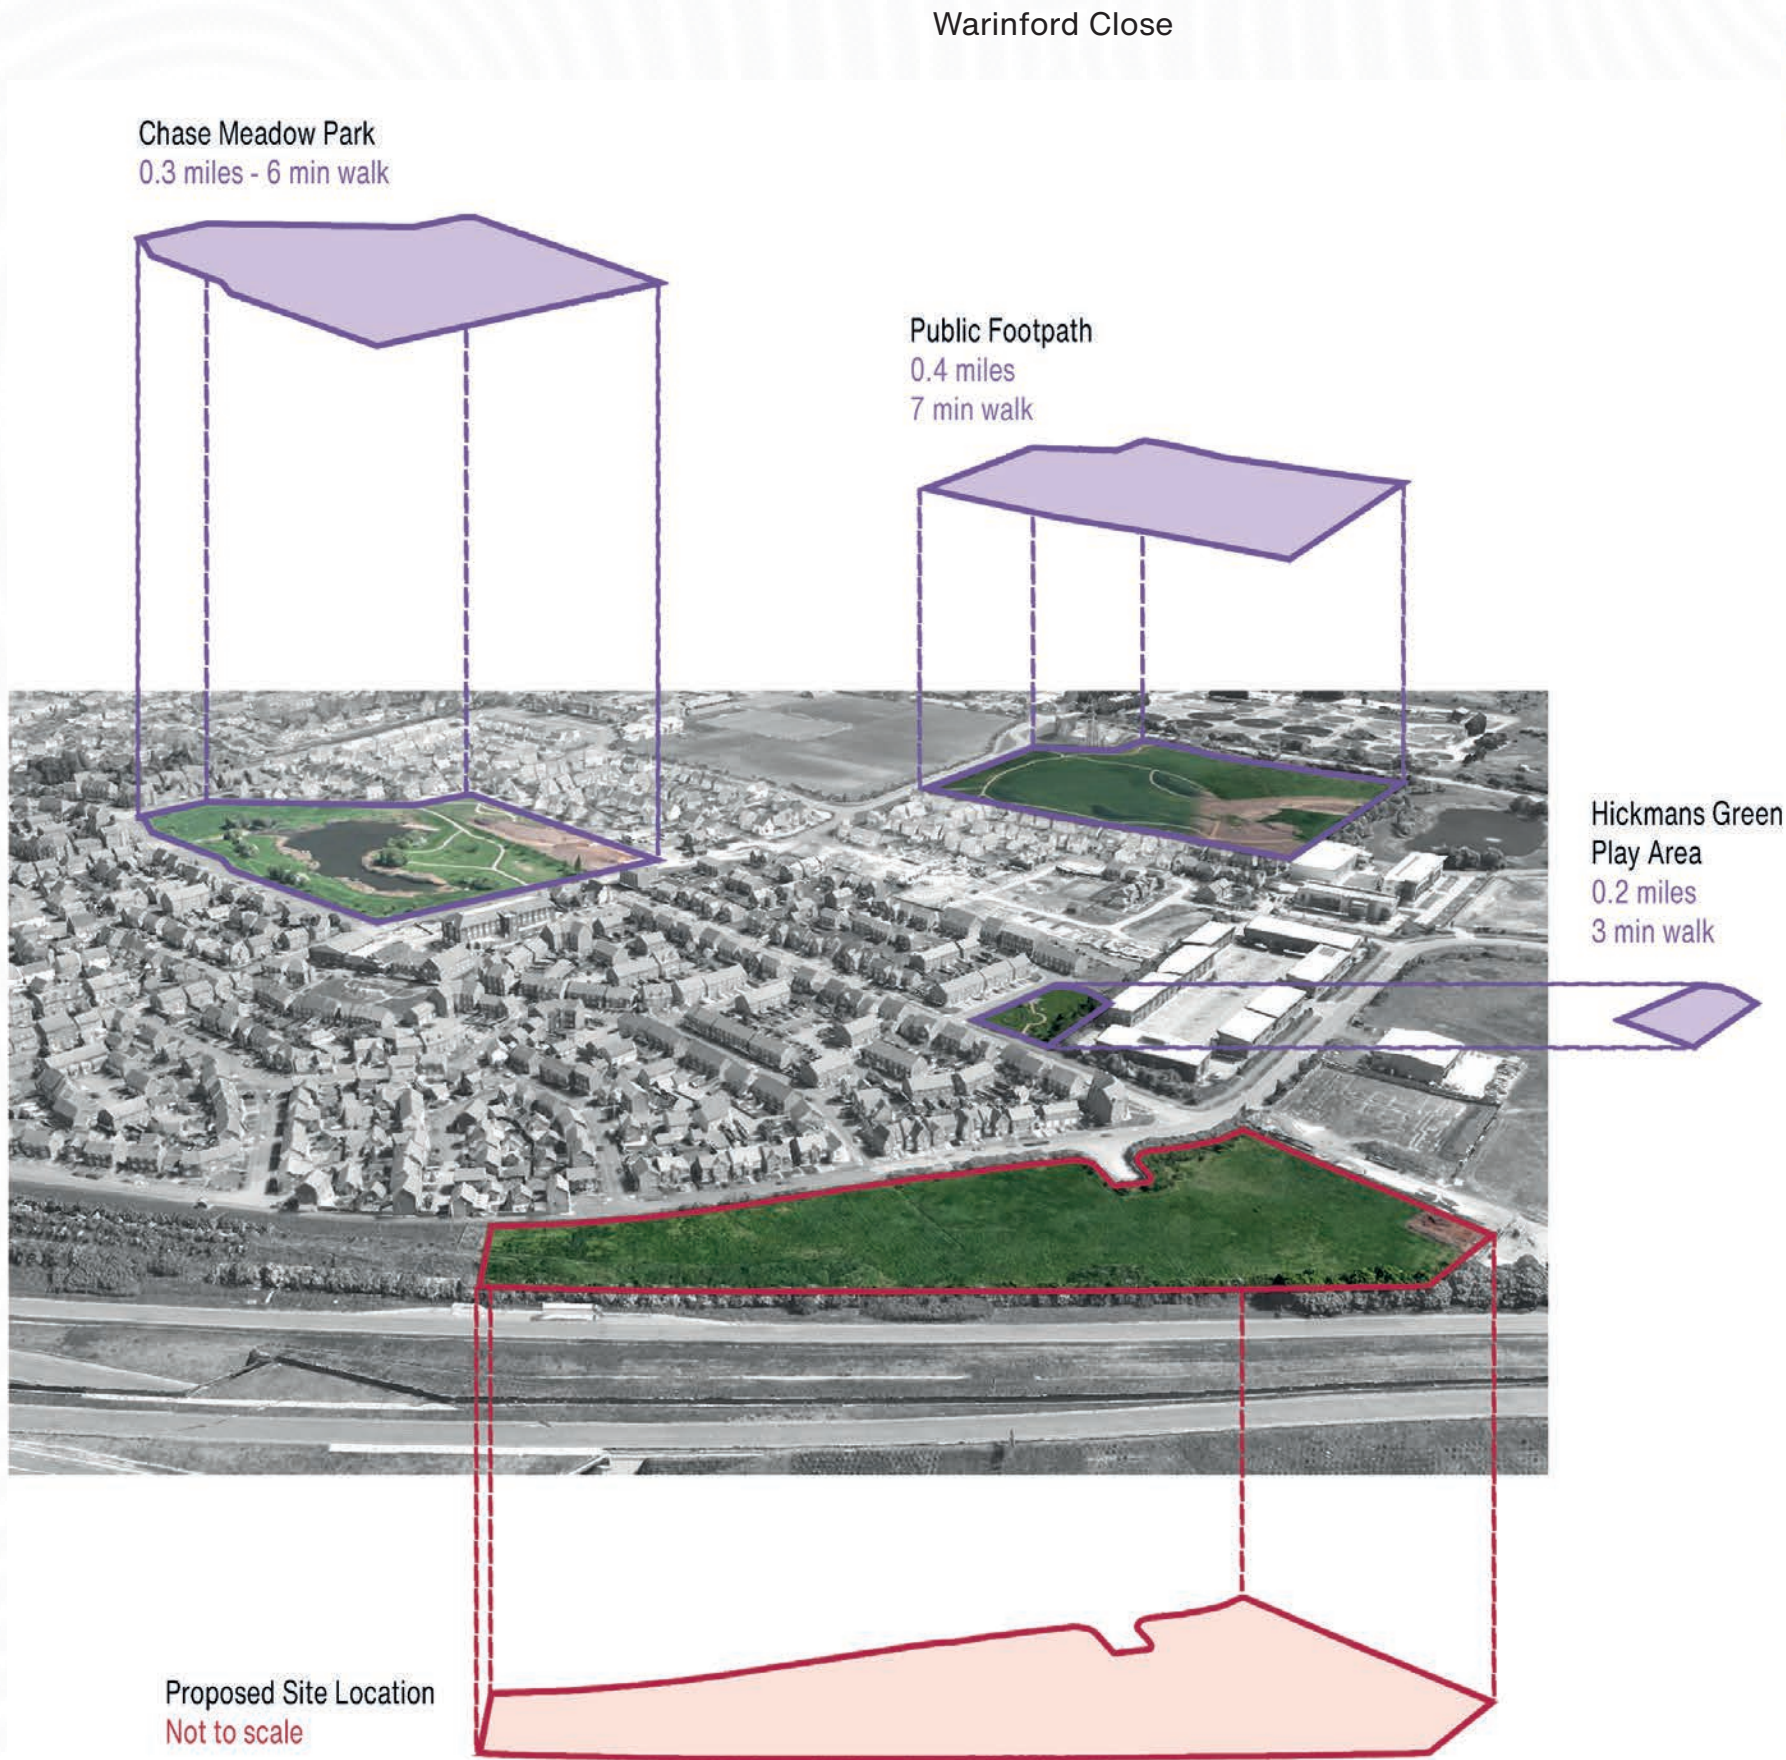 Warinford Close
Chase Meadow Park
0.3 miles - 6 min walk
Public Footpath
0.4 miles
7 min walk
Hickmans Green
Play Area
0.2 miles
3 min walk
Proposed Site Location
Not to scale